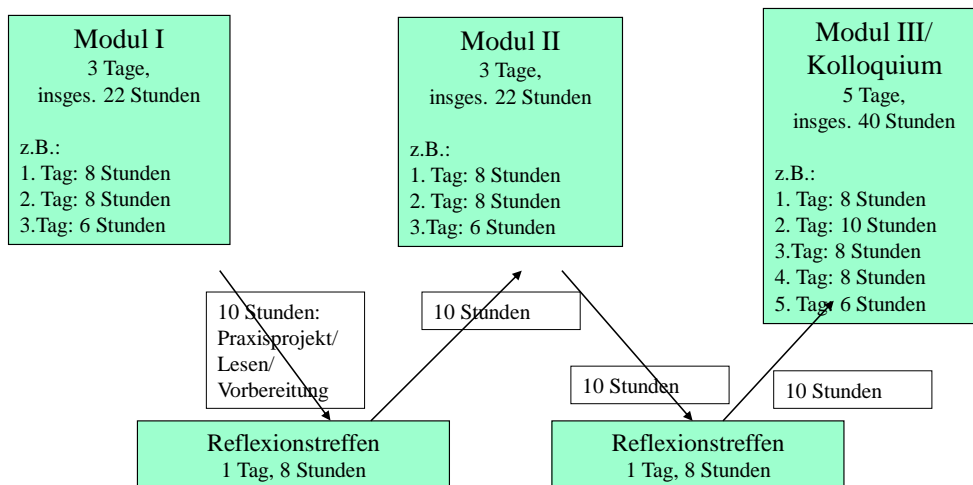 Modul I
3 Tage,
insges. 22 Stunden
z.B.:
1. Tag: 8 Stunden
2. Tag: 8 Stunden
3.Tag: 6 Stunden
Modul II
3 Tage,
insges. 22 Stunden
z.B.:
1. Tag: 8 Stunden
2. Tag: 8 Stunden
3.Tag: 6 Stunden
Modul III/
Kolloquium
5 Tage,
insges. 40 Stunden
z.B.:
1. Tag: 8 Stunden
2. Tag: 10 Stunden
3.Tag: 8 Stunden
4. Tag: 8 Stunden
5. Tag: 6 Stunden
10 Stunden:
Praxisprojekt/
Lesen/
Vorbereitung
10 Stunden
10 Stunden
10 Stunden
Reflexionstreffen
1 Tag, 8 Stunden
Reflexionstreffen
1 Tag, 8 Stunden